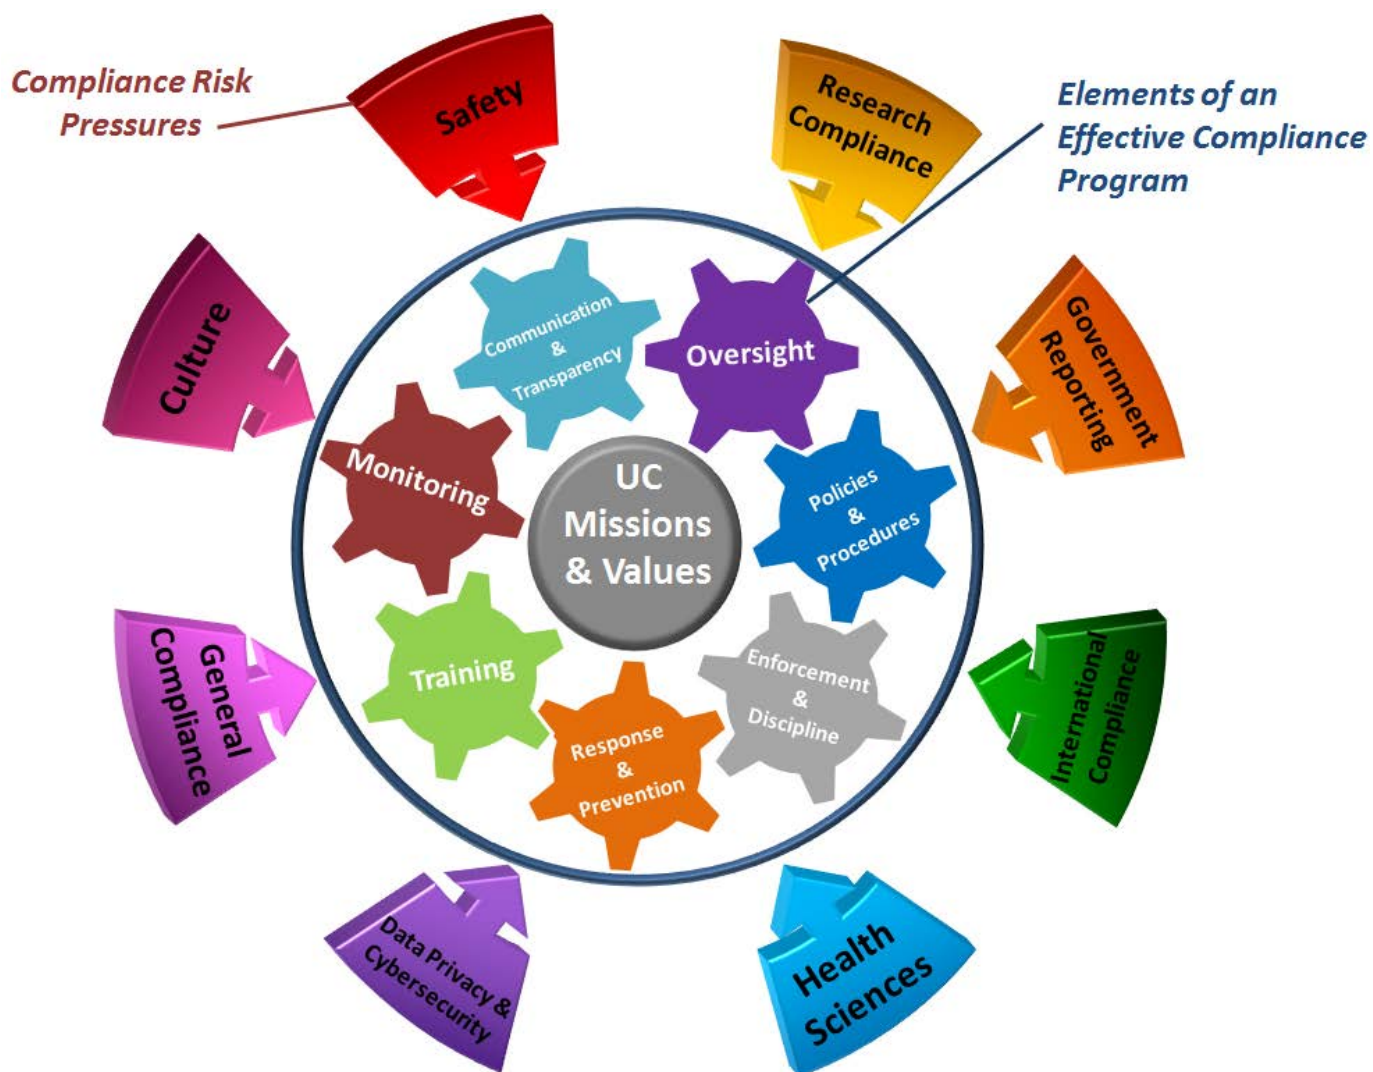 Compliance Risk
Pressures
Safety
Research
Compliance
Elements of an
Effective Compliance
Program
Culture
Communication
&
Transparency
Oversight
Government
Reporting
Monitoring
UC
Missions
& Values
Policies
&
Procedures
General
Compliance
Training
Response
&
Prevention
Enforcement
&
Discipline
International
Compliance
Data Privacy &
Cybersecurity
Health
Sciences